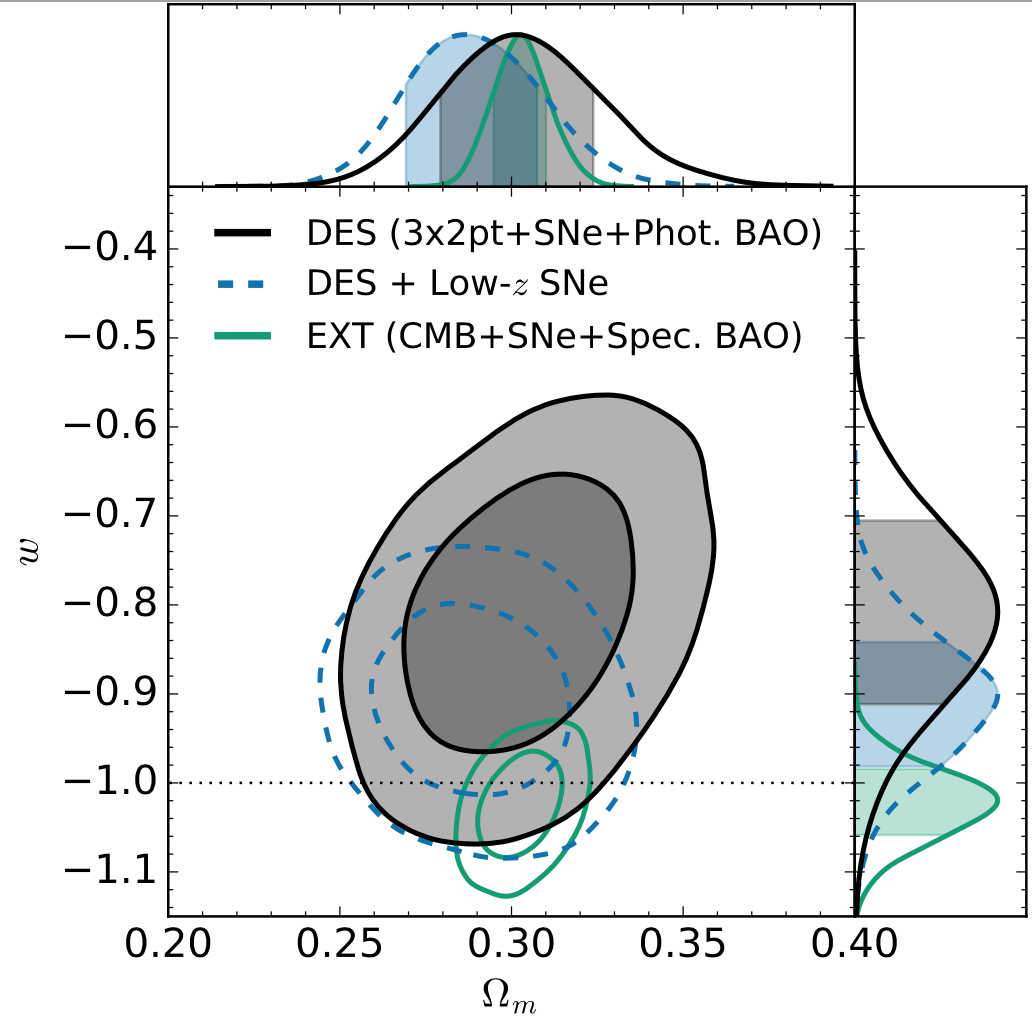 DES (3x2pt+SNe+Phot. BAO)
DES + Low-z SNe
EXT (CMB+SNe+Spec. BAO)
−0.4
−0.5
−0.6
−0.7
−0.8
−0.9
−1.0
−1.1
w
0.20 0.25 0.30 0.35 0.40
Ωm